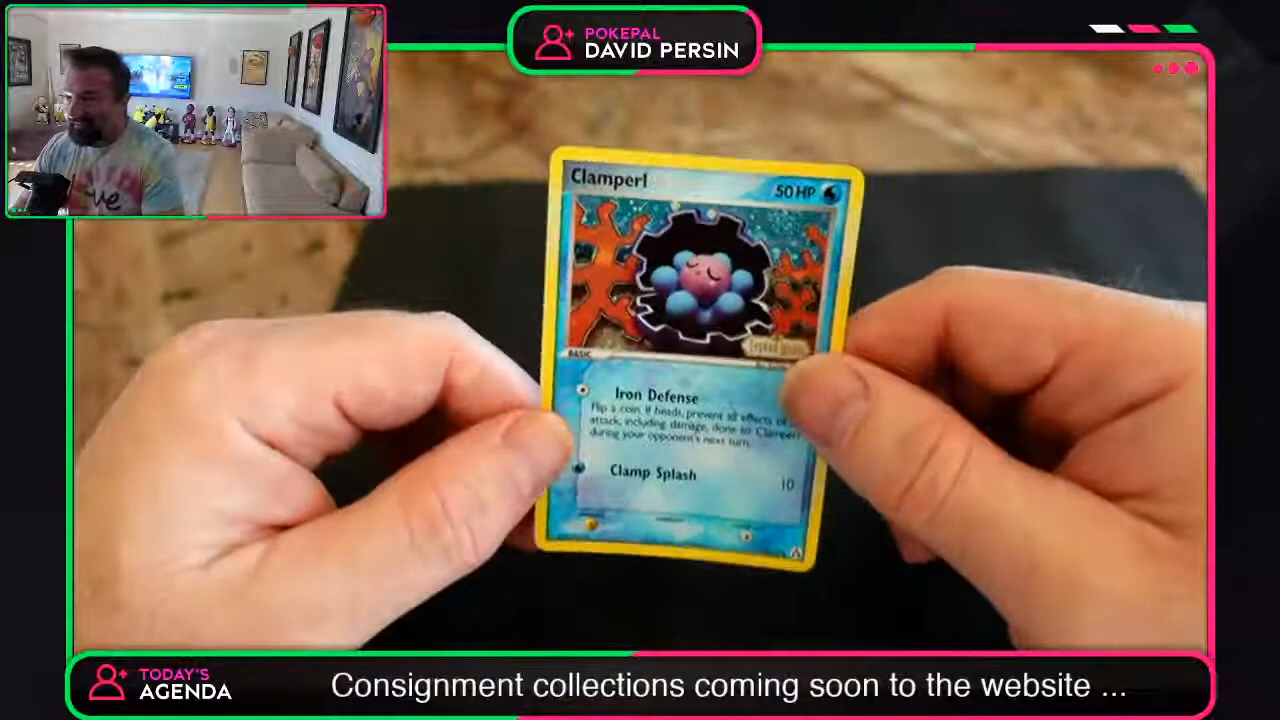 POKEPAL
DAVID PERSIN
Clamperl
50 HP
BASIC
Iron Defense
Flip a coin. If heads, prevent all effects of
attack, including damage, done to Clamperl
during your opponent's next turn.
Clamp Splash
10
TODAY'S
AGENDA
Consignment collections coming soon to the website ...